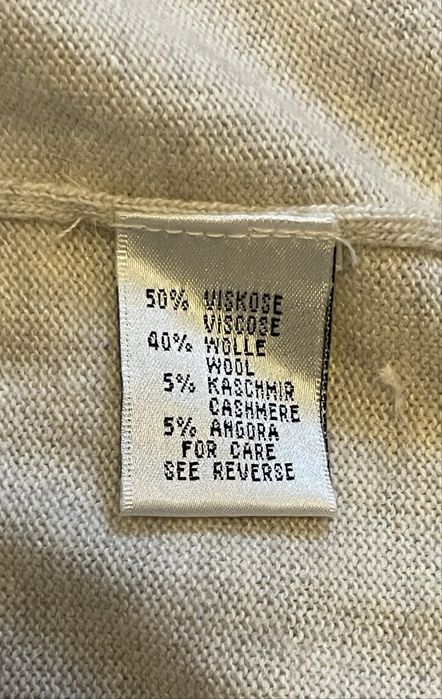 50% VISKOSE
VISCOSE
40% WOLLE
WOOL
5% KASCHMIR
CASHMERE
5% ANGORA
FOR CARE
SEE REVERSE